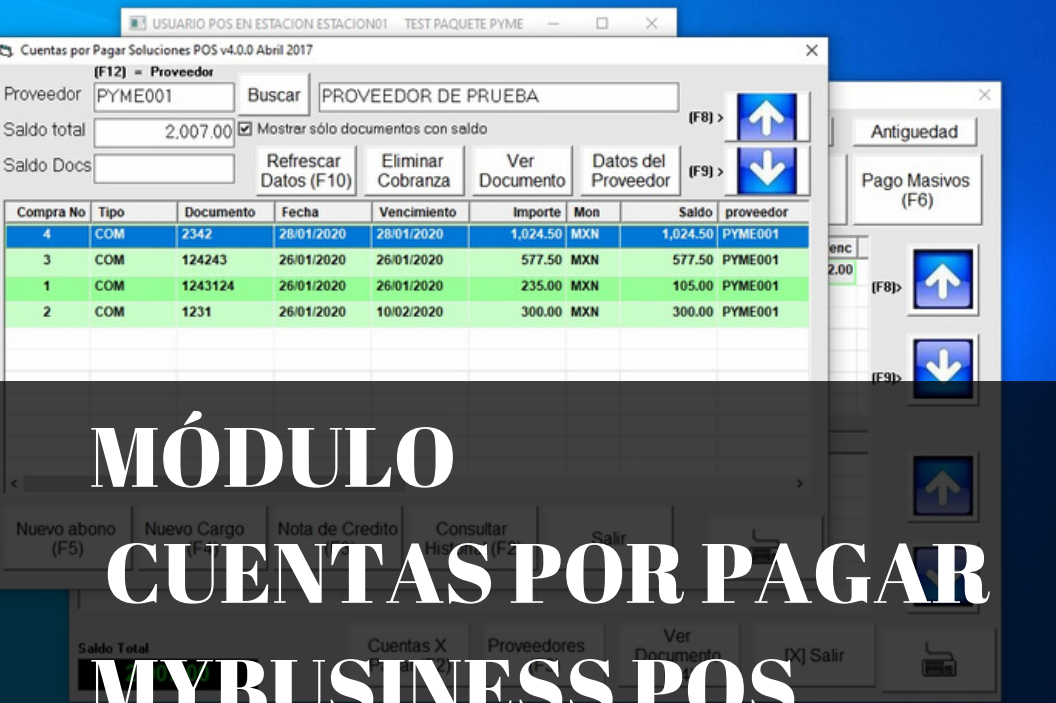 USUARIO POS EN ESTACION ESTACION01 TEST PAQUETE PYME
Cuentas por Pagar Soluciones POS v4.0.0 Abril 2017
(F12) = Proveedor
Proveedor PYME001 Buscar PROVEEDOR DE PRUEBA
(F8) >
Saldo total 2,007.00 Mostrar sólo documentos con saldo
Antiguedad
Saldo Docs
Refrescar Datos (F10)
Eliminar Cobranza
Ver Documento
Datos del Proveedor
(F9) >
Pago Masivos (F6)
Compra No Tipo Documento Fecha Vencimiento Importe Mon Saldo proveedor
4 COM 2342 28/01/2020 28/01/2020 1,024.50 MXN 1,024.50 PYME001
3 COM 124243 26/01/2020 26/01/2020 577.50 MXN 577.50 PYME001
1 COM 1243124 26/01/2020 26/01/2020 235.00 MXN 105.00 PYME001
2 COM 1231 26/01/2020 10/02/2020 300.00 MXN 300.00 PYME001
enc
2.00
(F8)>
(F9)>
MÓDULO
CUENTAS POR PAGAR
MYBUSINESS POS
Nuevo abono (F5)
Nuevo Cargo
Nota de Credito
Consultar
Salir
Saldo Total
Cuentas X
Proveedores
Ver Documento
[X] Salir